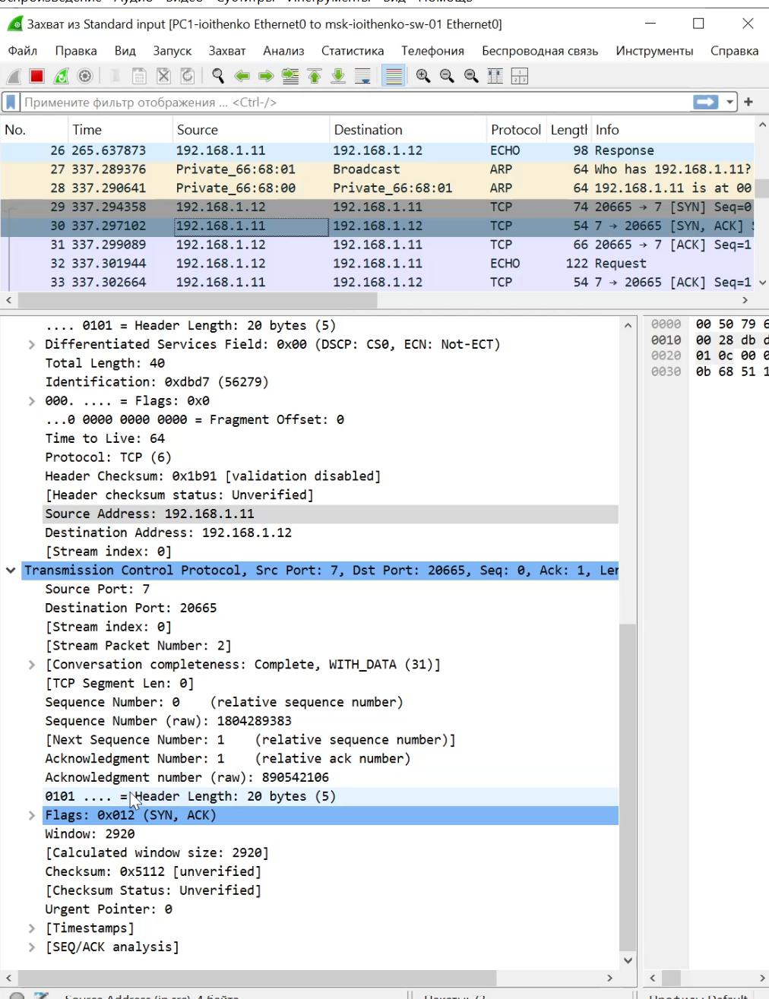 оспроизведение Аудио Видео Субтитры Инструменты Вид Помощь
Захват из Standard input [PC1-ioithenko Ethernet0 to msk-ioithenko-sw-01 Ethernet0]
Файл Правка Вид Запуск Захват Анализ Статистика Телефония Беспроводная связь Инструменты Справка
Примените фильтр отображения ... <Ctrl-/>
No. Time Source Destination Protocol Length Info
26 265.637873 192.168.1.11 192.168.1.12 ECHO 98 Response
27 337.289376 Private_66:68:01 Broadcast ARP 64 Who has 192.168.1.11?
28 337.290641 Private_66:68:00 Private_66:68:01 ARP 64 192.168.1.11 is at 00
29 337.294358 192.168.1.12 192.168.1.11 TCP 74 20665 → 7 [SYN] Seq=0
30 337.297102 192.168.1.11 192.168.1.12 TCP 54 7 → 20665 [SYN, ACK]
31 337.299089 192.168.1.12 192.168.1.11 TCP 66 20665 → 7 [ACK] Seq=1
32 337.301944 192.168.1.12 192.168.1.11 ECHO 122 Request
33 337.302664 192.168.1.11 192.168.1.12 TCP 54 7 → 20665 [ACK] Seq=1
.... 0101 = Header Length: 20 bytes (5)
Differentiated Services Field: 0x00 (DSCP: CS0, ECN: Not-ECT)
Total Length: 40
Identification: 0xdbd7 (56279)
000. .... = Flags: 0x0
...0 0000 0000 0000 = Fragment Offset: 0
Time to Live: 64
Protocol: TCP (6)
Header Checksum: 0x1b91 [validation disabled]
[Header checksum status: Unverified]
Source Address: 192.168.1.11
Destination Address: 192.168.1.12
[Stream index: 0]
Transmission Control Protocol, Src Port: 7, Dst Port: 20665, Seq: 0, Ack: 1, Ler
Source Port: 7
Destination Port: 20665
[Stream index: 0]
[Stream Packet Number: 2]
[Conversation completeness: Complete, WITH_DATA (31)]
[TCP Segment Len: 0]
Sequence Number: 0 (relative sequence number)
Sequence Number (raw): 1804289383
[Next Sequence Number: 1 (relative sequence number)]
Acknowledgment Number: 1 (relative ack number)
Acknowledgment number (raw): 890542106
0101 .... = Header Length: 20 bytes (5)
Flags: 0x012 (SYN, ACK)
Window: 2920
[Calculated window size: 2920]
Checksum: 0x5112 [unverified]
[Checksum Status: Unverified]
Urgent Pointer: 0
[Timestamps]
[SEQ/ACK analysis]
0000 00 50 79 6
0010 00 28 db d
0020 01 0c 00 0
0030 0b 68 51 1
Source Address (ip.src), 4 байта
Профиль: Default